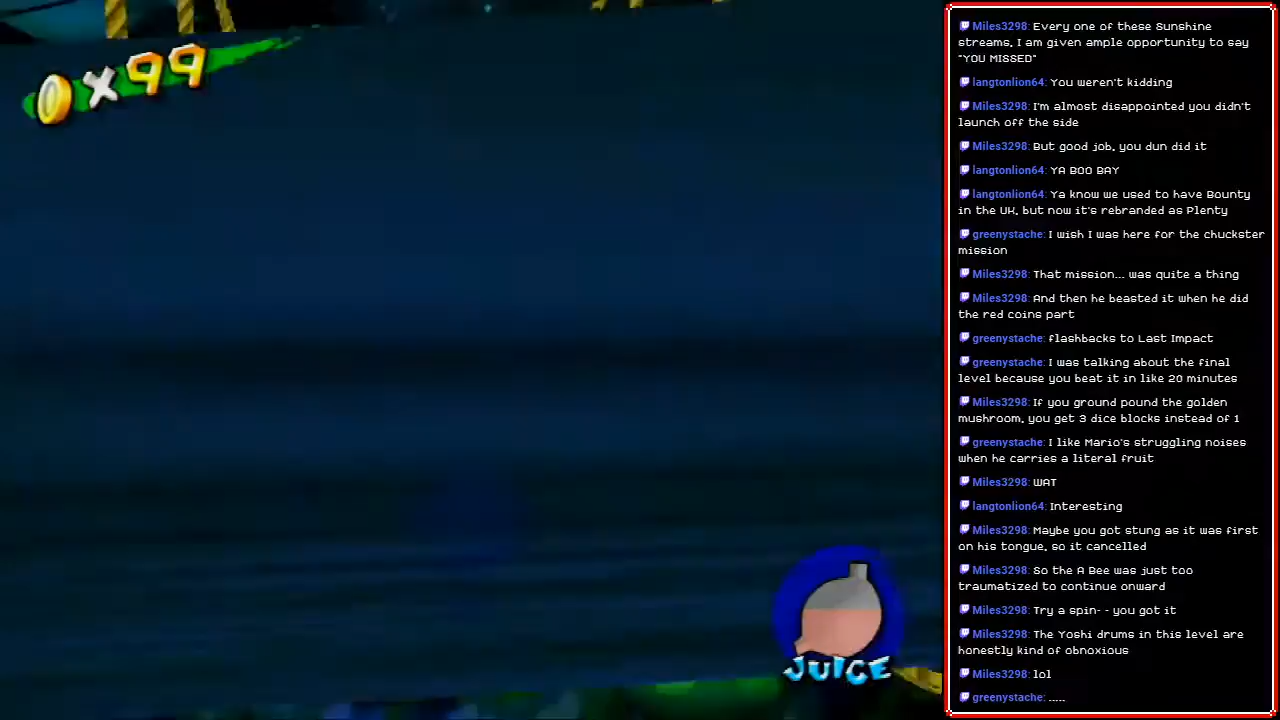 x99
JUICE
Miles3298: Every one of these Sunshine
streams, I am given ample opportunity to say
"YOU MISSED"
langtonlion64: You weren't kidding
Miles3298: I'm almost disappointed you didn't
launch off the side
Miles3298: But good job, you dun did it
langtonlion64: YA BOO BAY
langtonlion64: Ya know we used to have Bounty
in the UK, but now it's rebranded as Plenty
greenystache: I wish I was here for the chuckster
mission
Miles3298: That mission... was quite a thing
Miles3298: And then he beasted it when he did
the red coins part
greenystache: flashbacks to Last Impact
greenystache: I was talking about the final
level because you beat it in like 20 minutes
Miles3298: If you ground pound the golden
mushroom, you get 3 dice blocks instead of 1
greenystache: I like Mario's struggling noises
when he carries a literal fruit
Miles3298: WAT
langtonlion64: Interesting
Miles3298: Maybe you got stung as it was first
on his tongue, so it cancelled
Miles3298: So the A Bee was just too
traumatized to continue onward
Miles3298: Try a spin- - you got it
Miles3298: The Yoshi drums in this level are
honestly kind of obnoxious
Miles3298: lol
greenystache: .....